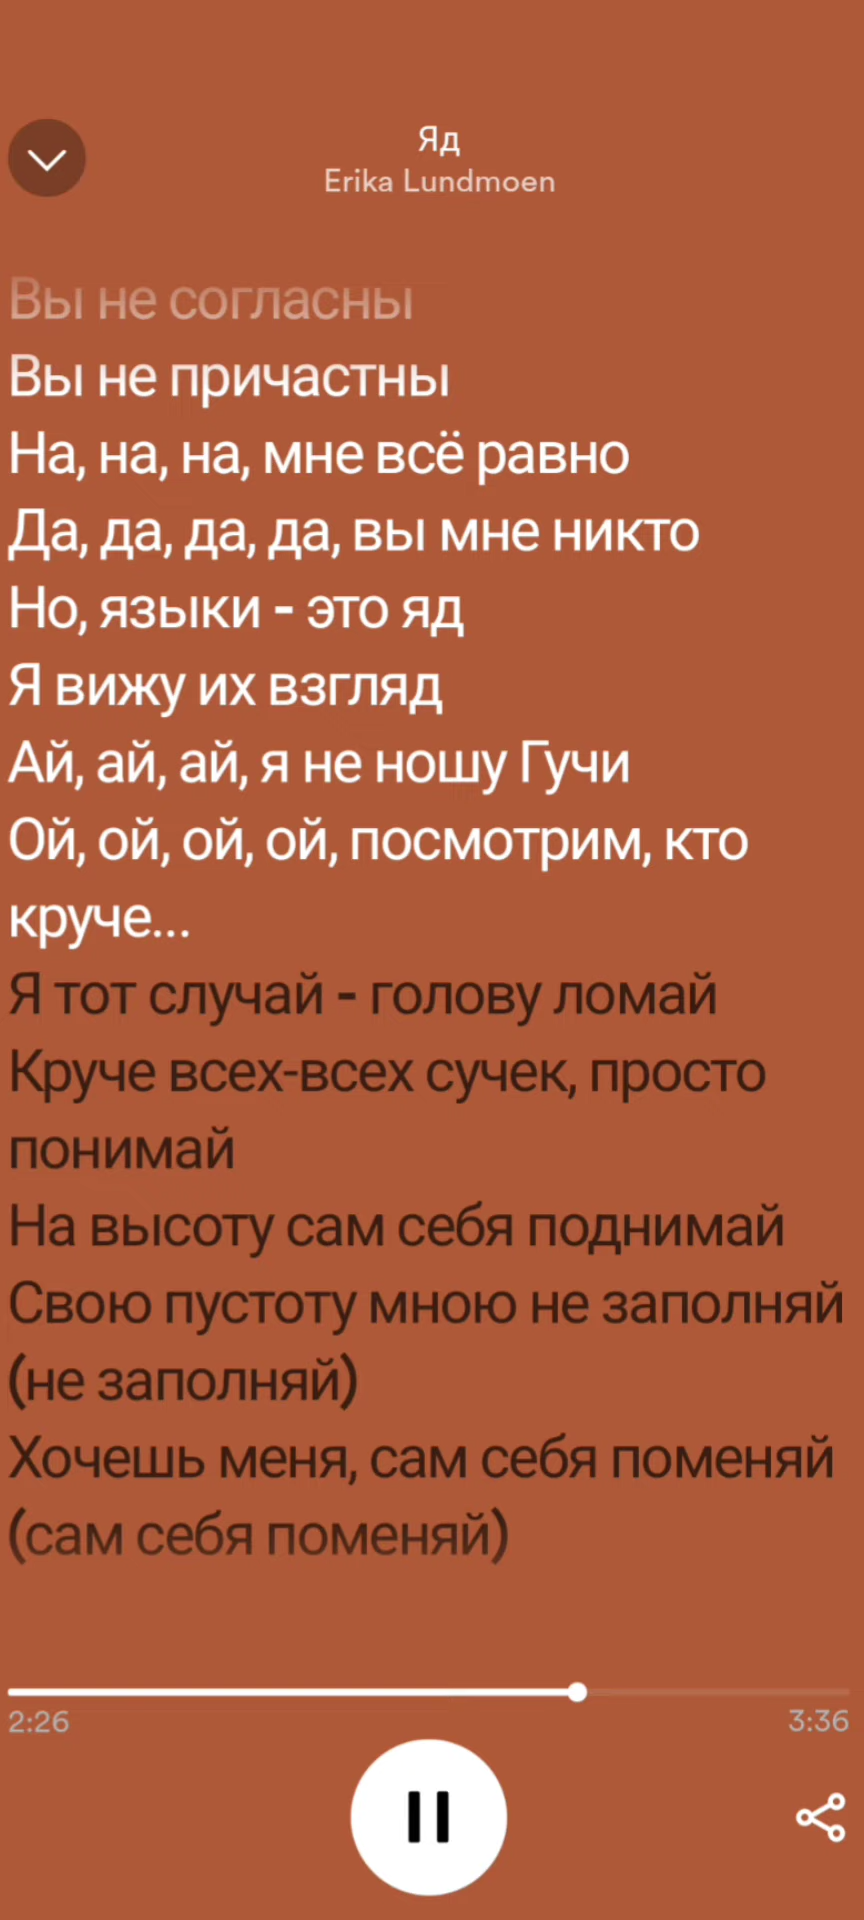 Яд
Erika Lundmoen
Вы не согласны
Вы не причастны
На, на, на, мне всё равно
Да, да, да, да, вы мне никто
Но, языки - это яд
Я вижу их взгляд
Ай, ай, ай, я не ношу Гучи
Ой, ой, ой, ой, посмотрим, кто
круче...
Я тот случай - голову ломай
Круче всех-всех сучек, просто
понимай
На высоту сам себя поднимай
Свою пустоту мною не заполняй
(не заполняй)
Хочешь меня, сам себя поменяй
(сам себя поменяй)
2:26
3:36